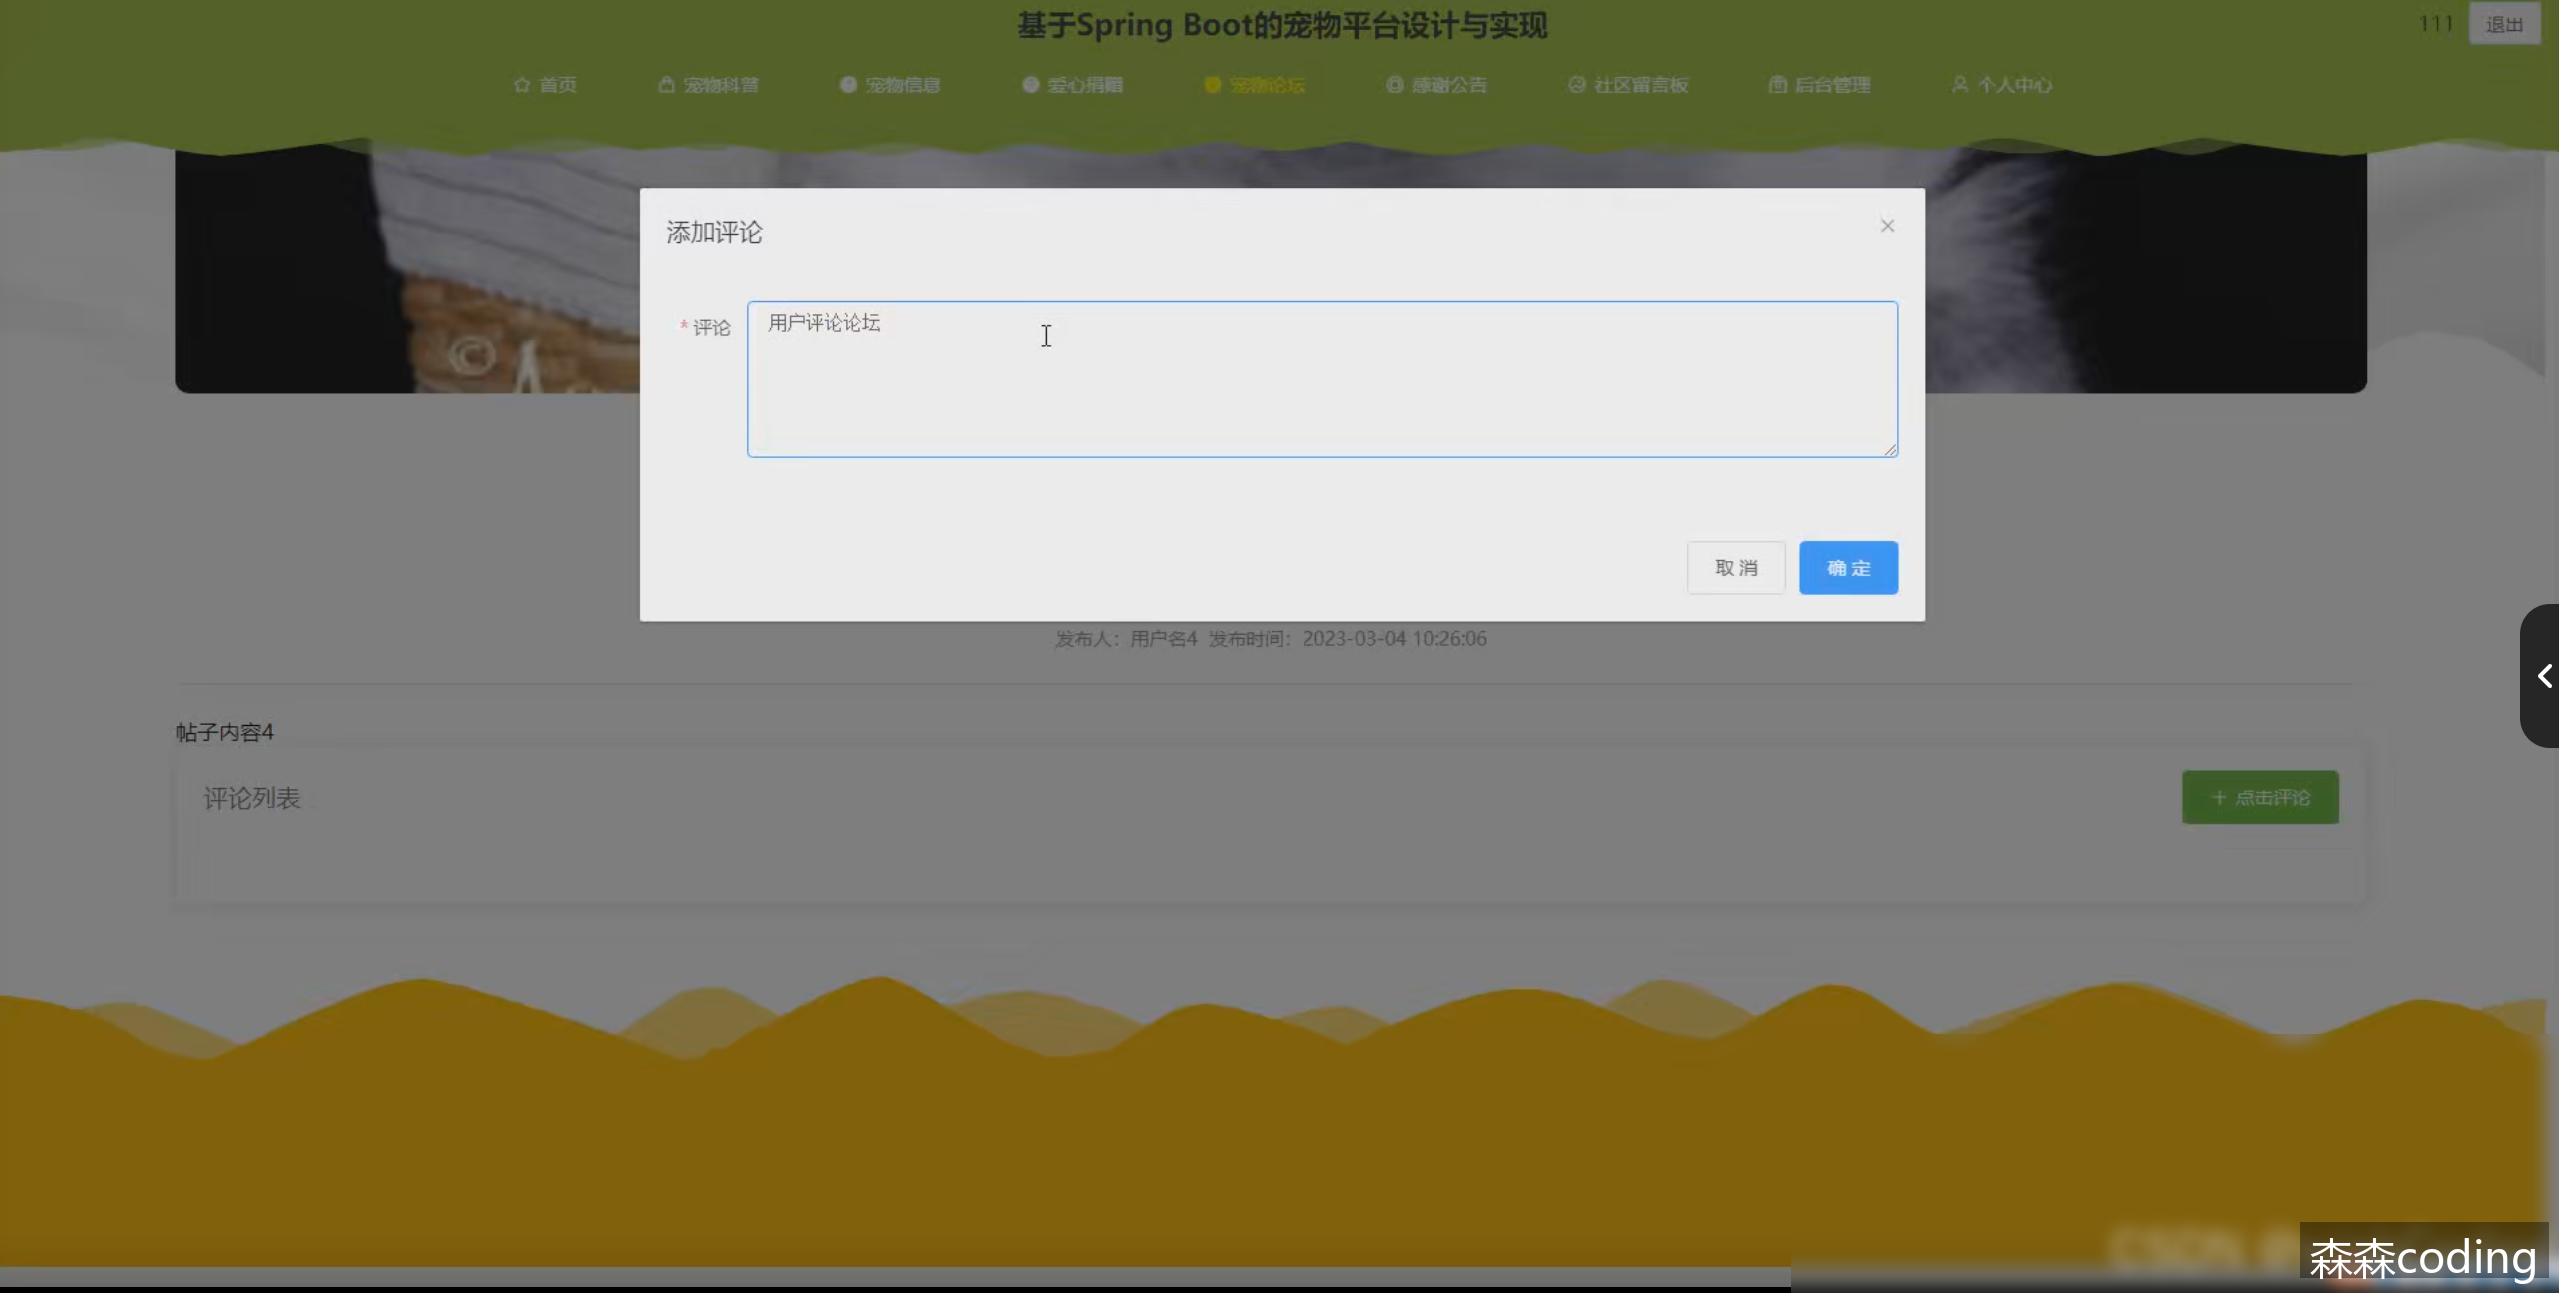 基于Spring Boot的宠物平台设计与实现
111 退出
首页 宠物科普 宠物信息 爱心捐赠 宠物论坛 感谢公告 社区留言板 后台管理 个人中心
添加评论
* 评论
用户评论论坛
取 消 确 定
发布人：用户名4 发布时间：2023-03-04 10:26:06
帖子内容4
评论列表
点击评论
© A
森森coding